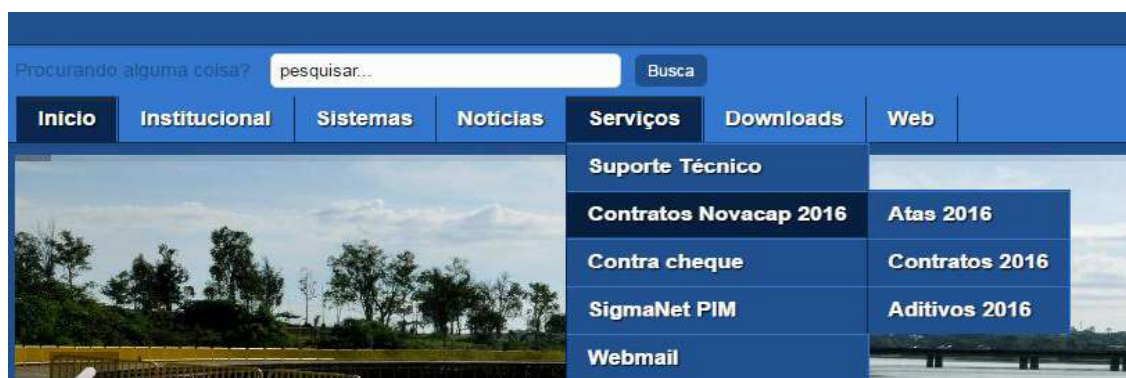 Procurando alguma coisa? pesquisar... Busca
Início Institucional Sistemas Notícias Serviços Downloads Web
Suporte Técnico
Contratos Novacap 2016 Atas 2016
Contra cheque Contratos 2016
SigmaNet PIM Aditivos 2016
Webmail